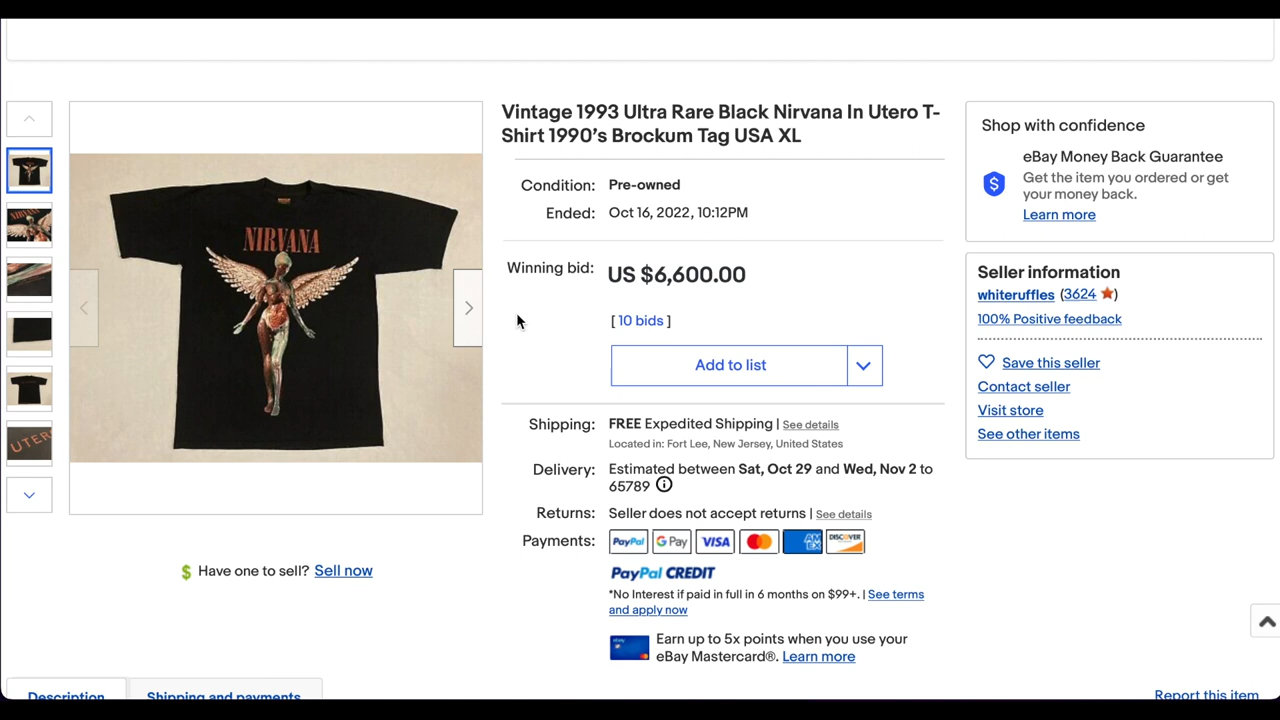 Vintage 1993 Ultra Rare Black Nirvana In Utero T-
Shirt 1990's Brockum Tag USA XL
Condition: Pre-owned
Ended: Oct 16, 2022, 10:12PM
Winning bid: US $6,600.00
[ 10 bids ]
Add to list
Shipping: FREE Expedited Shipping | See details
Located in: Fort Lee, New Jersey, United States
Delivery: Estimated between Sat, Oct 29 and Wed, Nov 2 to
65789
Returns: Seller does not accept returns | See details
Payments: PayPal G Pay VISA AM EX DISCOVER
PayPal CREDIT
*No Interest if paid in full in 6 months on $99+. | See terms
and apply now
Earn up to 5x points when you use your
eBay Mastercard®. Learn more
Shop with confidence
eBay Money Back Guarantee
Get the item you ordered or get
your money back.
Learn more
Seller information
whiteruffles (3624)
100% Positive feedback
Save this seller
Contact seller
Visit store
See other items
NIRVANA
NIRVAN
UTER
$ Have one to sell? Sell now
Description
Shipping and payments
Report this item